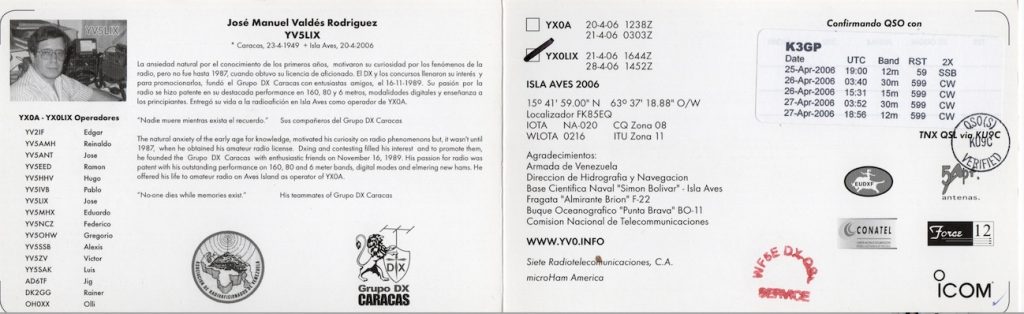 YV5LIX
José Manuel Valdés Rodriguez
YV5LIX
* Caracas, 23-4-1949 + Isla Aves, 20-4-2006
La ansiedad natural por el conocimiento de los primeros años, motivaron su curiosidad por los fenómenos de la
radio, pero no fue hasta 1987, cuando obtuvo su licencia de aficionado. El DX y los concursos llenaron su interés y
para promocionarlos, fundó el Grupo DX Caracas con entusiastas amigos, el 16-11-1989. Su pasión por la
radio se hizo patente en su destacado performance en 160, 80 y 6 metros, modalidades digitales y enseñanza a
los principiantes. Entregó su vida a la radioafición en Isla Aves como operador de YX0A.
"Nadie muere mientras exista el recuerdo." Sus compañeros del Grupo DX Caracas
The natural anxiety of the early age for knowledge, motivated his curiosity on radio phenomenons but, it wasn't until
1987, when he obtained his amateur radio license. Dxing and contesting filled his interest and to promote them,
he founded the Grupo DX Caracas with enthusiastic friends on November 16, 1989. His passion for radio was
patent with his outstanding performance on 160, 80 and 6 meter bands, digital modes and elmering new hams. He
offered his life to amateur radio on Aves Island as operator of YX0A.
"No-one dies while memories exist." His teammates of Grupo DX Caracas
YX0A - YX0LIX Operadores
YV2IF Edgar
YV5AMH Reinaldo
YV5ANT Jose
YV5EED Ramon
YV5HHV Hugo
YV5IVB Pablo
YV5LIX Jose
YV5MHX Eduardo
YV5NCZ Federico
YV5OHW Gregorio
YV5SSB Alexis
YV5ZV Victor
YY5SAK Luis
AD6TF Jig
DK2GG Rainer
OH0XX Olli
DX
Grupo DX
CARACAS
YX0A 20-4-06 1238Z
21-4-06 0303Z
YX0LIX 21-4-06 1644Z
28-4-06 1452Z
ISLA AVES 2006
15º 41' 59.00" N 63º 37' 18.88" O/W
Localizador FK85EQ
IOTA NA-020 CQ Zona 08
WLOTA 0216 ITU Zona 11
Agradecimientos:
Armada de Venezuela
Direccion de Hidrografia y Navegacion
Base Cientifica Naval "Simon Bolivar" - Isla Aves
Fragata "Almirante Brion" F-22
Buque Oceanografico "Punta Brava" BO-11
Comision Nacional de Telecomunicaciones
WWW.YV0.INFO
Siete Radiotelecomunicaciones, C.A.
microHam America
Confirmando QSO con
K3GP
Date UTC Band RST 2X
25-Apr-2006 19:00 12m 59 SSB
26-Apr-2006 03:40 30m 599 CW
26-Apr-2006 15:31 15m 599 CW
27-Apr-2006 03:52 30m 599 CW
27-Apr-2006 18:56 12m 599 CW
TNX QSL via KU9C
QSO(S)
KO9C
VERIFIED
EUDXF
antenas.
CONATEL
Force 12
WF5E DX QSL
SERVICE
ICOM